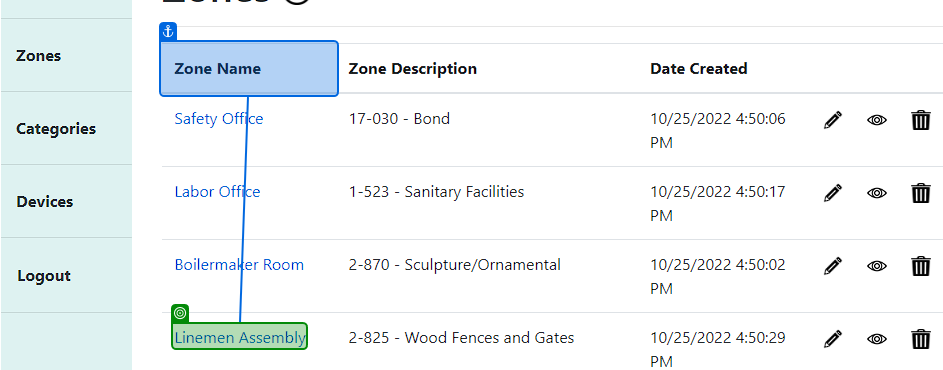 Zones
Zones
Categories
Devices
Logout
Zone Name Zone Description Date Created
Safety Office 17-030 - Bond 10/25/2022 4:50:06
PM
Labor Office 1-523 - Sanitary Facilities 10/25/2022 4:50:17
PM
Boilermaker Room 2-870 - Sculpture/Ornamental 10/25/2022 4:50:02
PM
Linemen Assembly 2-825 - Wood Fences and Gates 10/25/2022 4:50:29
PM